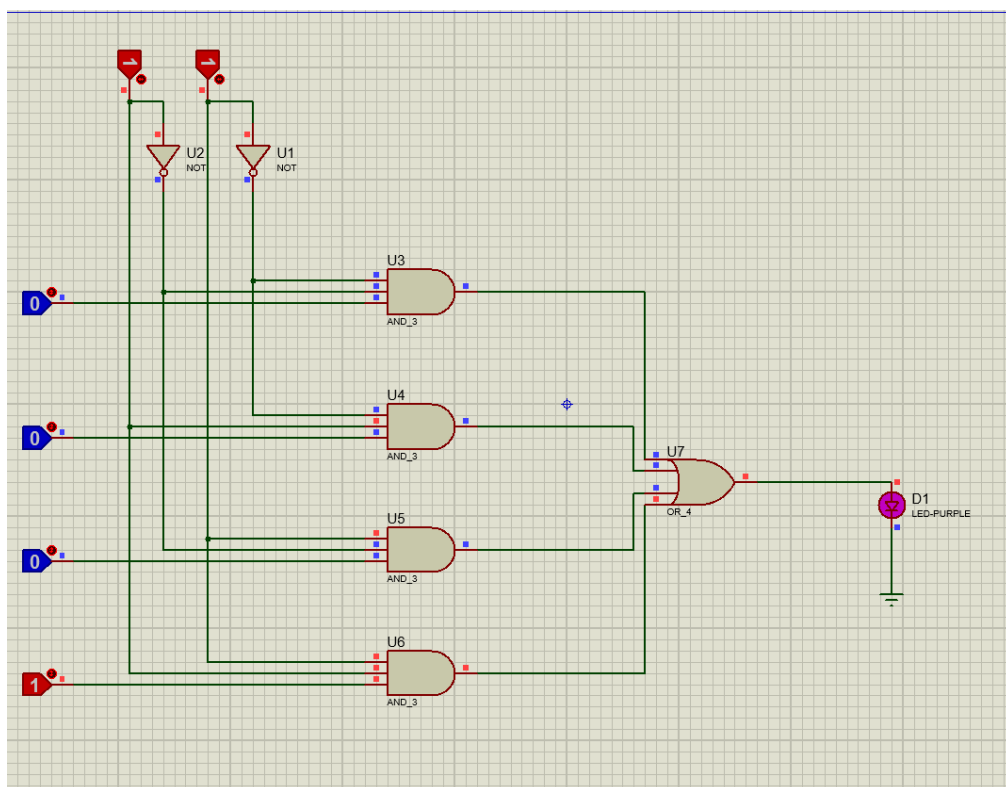 1
1
U2
NOT
U1
NOT
U3
0
AND_3
U4
0
AND_3
U7
OR_4
D1
LED-PURPLE
U5
0
AND_3
U6
1
AND_3